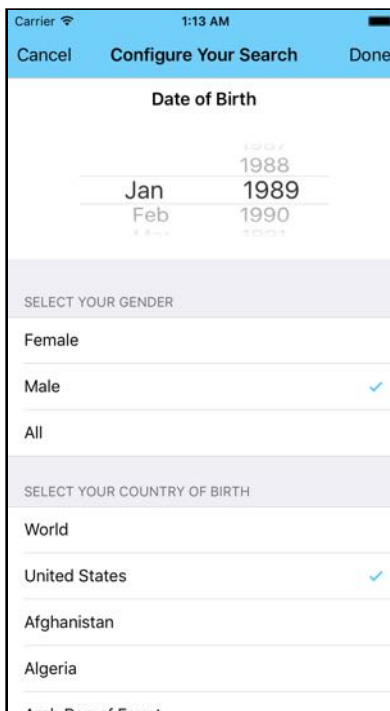 Carrier 1:13 AM
Cancel Configure Your Search Done
Date of Birth
1987
1988
Jan 1989
Feb 1990
SELECT YOUR GENDER
Female
Male
All
SELECT YOUR COUNTRY OF BIRTH
World
United States
Afghanistan
Algeria